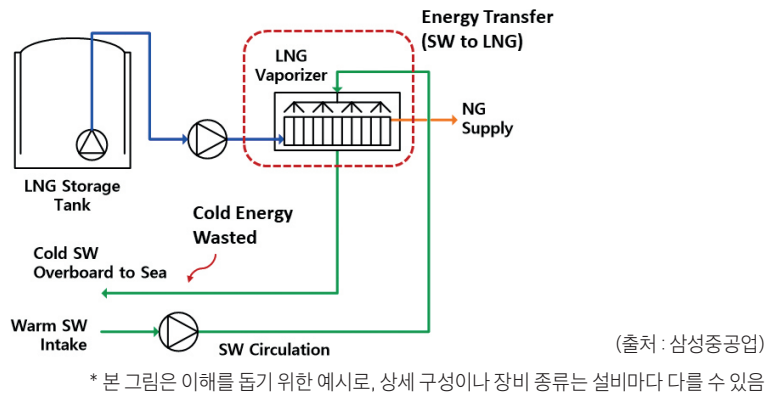 Energy Transfer
(SW to LNG)
LNG
Vaporizer
NG
Supply
LNG Storage
Tank
Cold Energy
Wasted
Cold SW
Overboard to Sea
Warm SW
Intake
SW Circulation
(출처 : 삼성중공업)
* 본 그림은 이해를 돕기 위한 예시로, 상세 구성이나 장비 종류는 설비마다 다를 수 있음